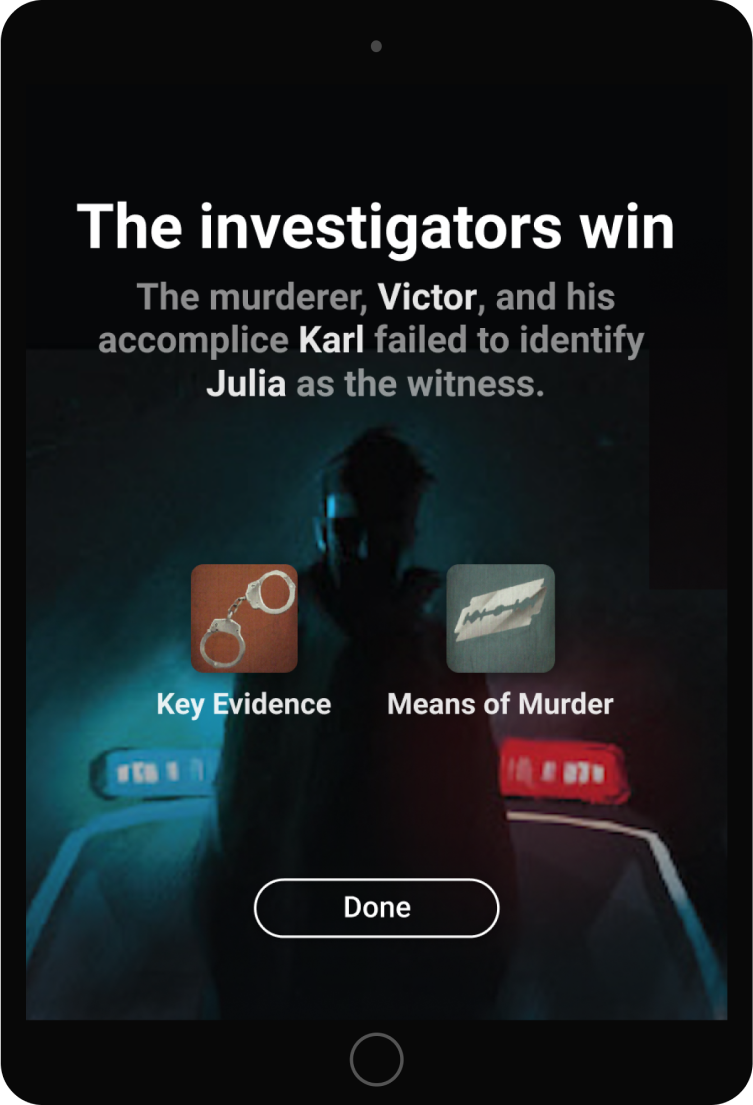 The investigators win
The murderer, Victor, and his
accomplice Karl failed to identify
Julia as the witness.
Key Evidence
Means of Murder
Done